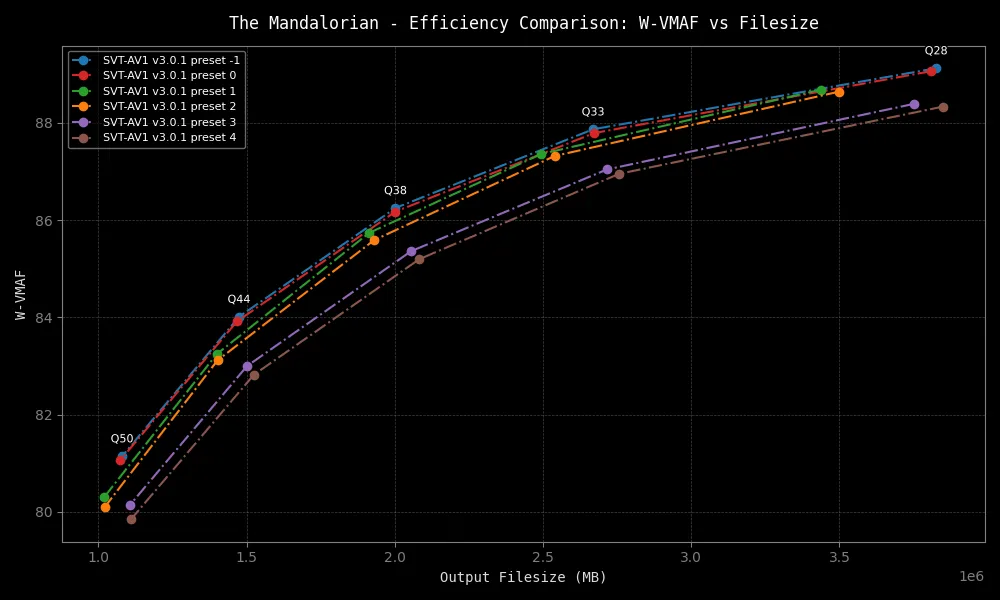 The Mandalorian - Efficiency Comparison: W-VMAF vs Filesize
SVT-AV1 v3.0.1 preset -1
SVT-AV1 v3.0.1 preset 0
SVT-AV1 v3.0.1 preset 1
SVT-AV1 v3.0.1 preset 2
SVT-AV1 v3.0.1 preset 3
SVT-AV1 v3.0.1 preset 4
Q28
Q33
Q38
Q44
Q50
W-VMAF
88
86
84
82
80
1.0 1.5 2.0 2.5 3.0 3.5
1e6
Output Filesize (MB)